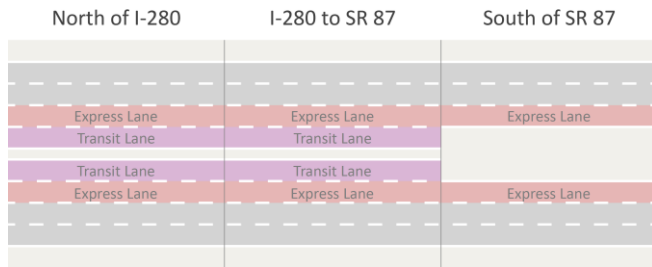 North of I-280 I-280 to SR 87 South of SR 87
Express Lane Express Lane Express Lane
Transit Lane Transit Lane
Transit Lane Transit Lane
Express Lane Express Lane Express Lane